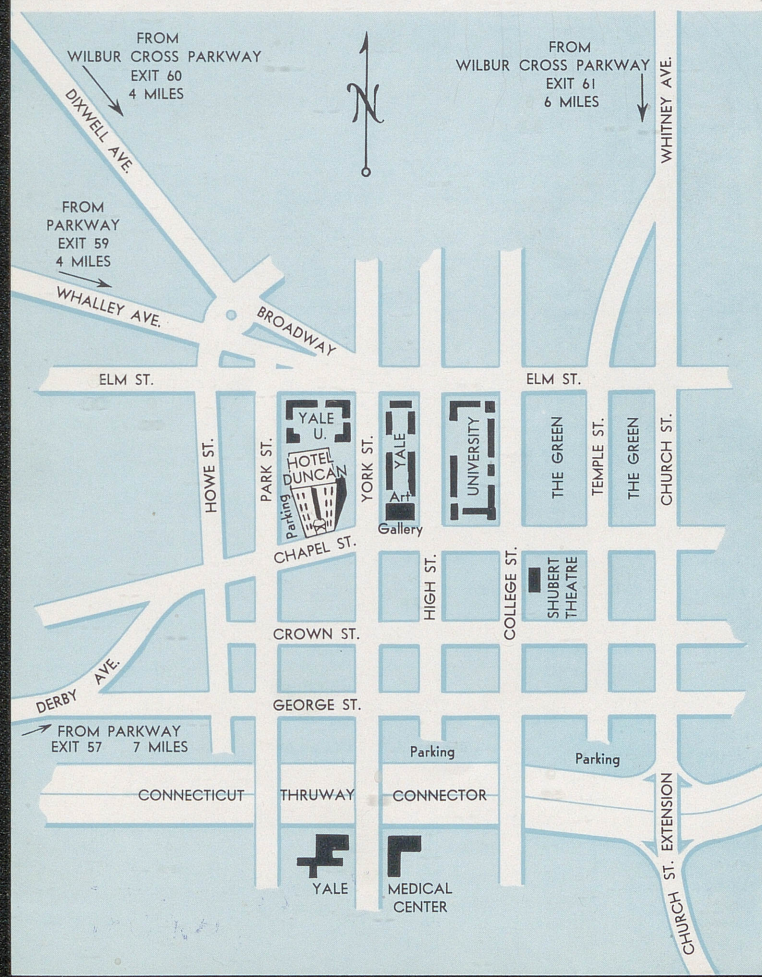 FROM
WILBUR CROSS PARKWAY
EXIT 60
4 MILES
FROM
WILBUR CROSS PARKWAY
EXIT 61
6 MILES
N
DIXWELL AVE.
WHITNEY AVE.
FROM
PARKWAY
EXIT 59
4 MILES
WHALLEY AVE.
BROADWAY
ELM ST.
ELM ST.
YALE
U.
HOTEL
DUNCAN
Parking
HOWE ST.
PARK ST.
YORK ST.
YALE
Art
Gallery
UNIVERSITY
THE GREEN
TEMPLE ST.
THE GREEN
CHURCH ST.
CHAPEL ST.
HIGH ST.
COLLEGE ST.
SHUBERT
THEATRE
CROWN ST.
DERBY AVE.
GEORGE ST.
FROM PARKWAY
EXIT 57 7 MILES
Parking
Parking
CONNECTICUT THRUWAY CONNECTOR
CHURCH ST. EXTENSION
YALE MEDICAL
CENTER